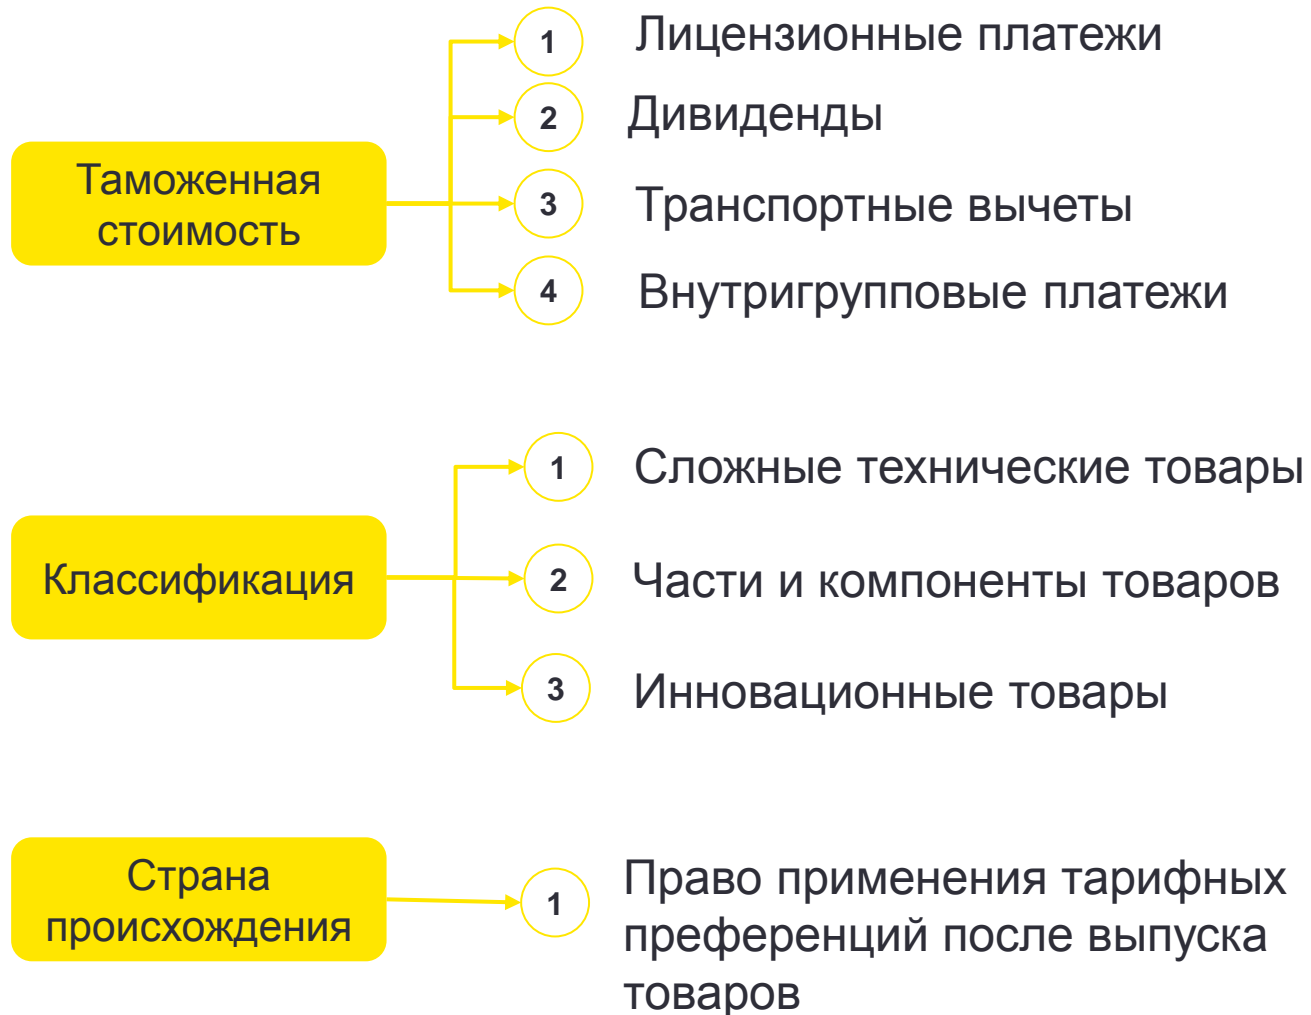 Таможенная
стоимость
1
Лицензионные платежи
2
Дивиденды
3
Транспортные вычеты
4
Внутригрупповые платежи
Классификация
1
Сложные технические товары
2
Части и компоненты товаров
3
Инновационные товары
Страна
происхождения
1
Право применения тарифных
преференций после выпуска
товаров